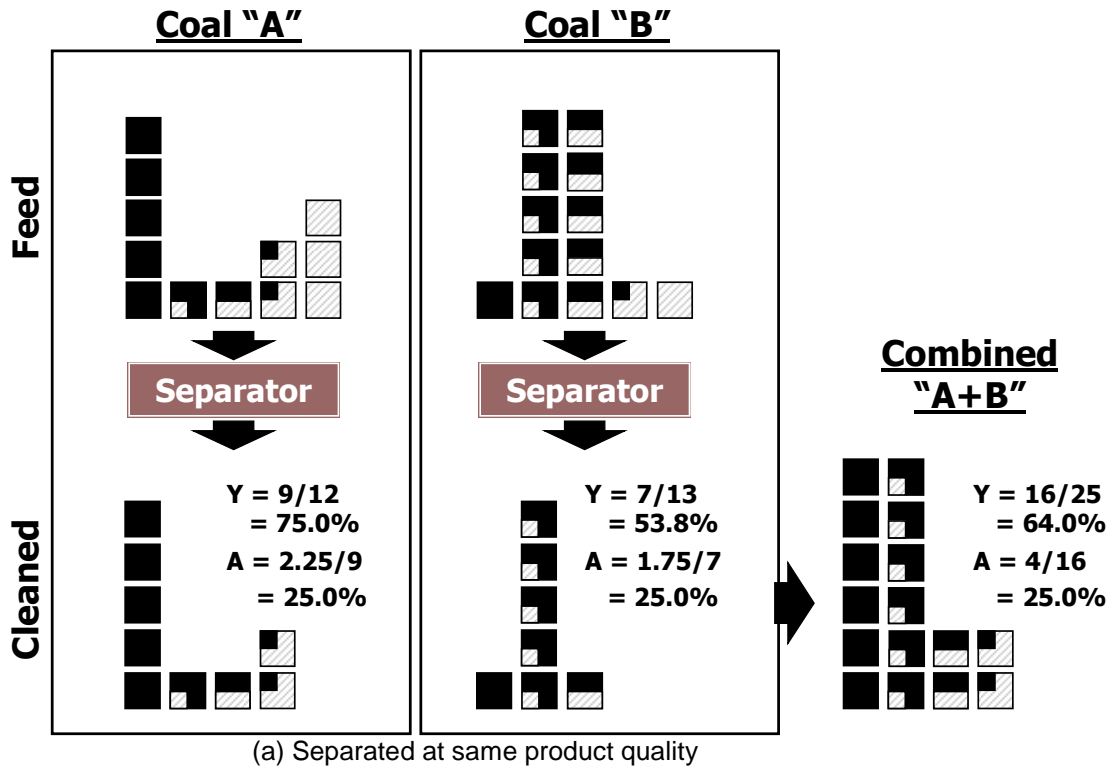 Coal “A”
Coal “B”
Feed
Separator
Separator
Combined
“A+B”
Cleaned
Y = 9/12
= 75.0%
A = 2.25/9
= 25.0%
Y = 7/13
= 53.8%
A = 1.75/7
= 25.0%
Y = 16/25
= 64.0%
A = 4/16
= 25.0%
(a) Separated at same product quality